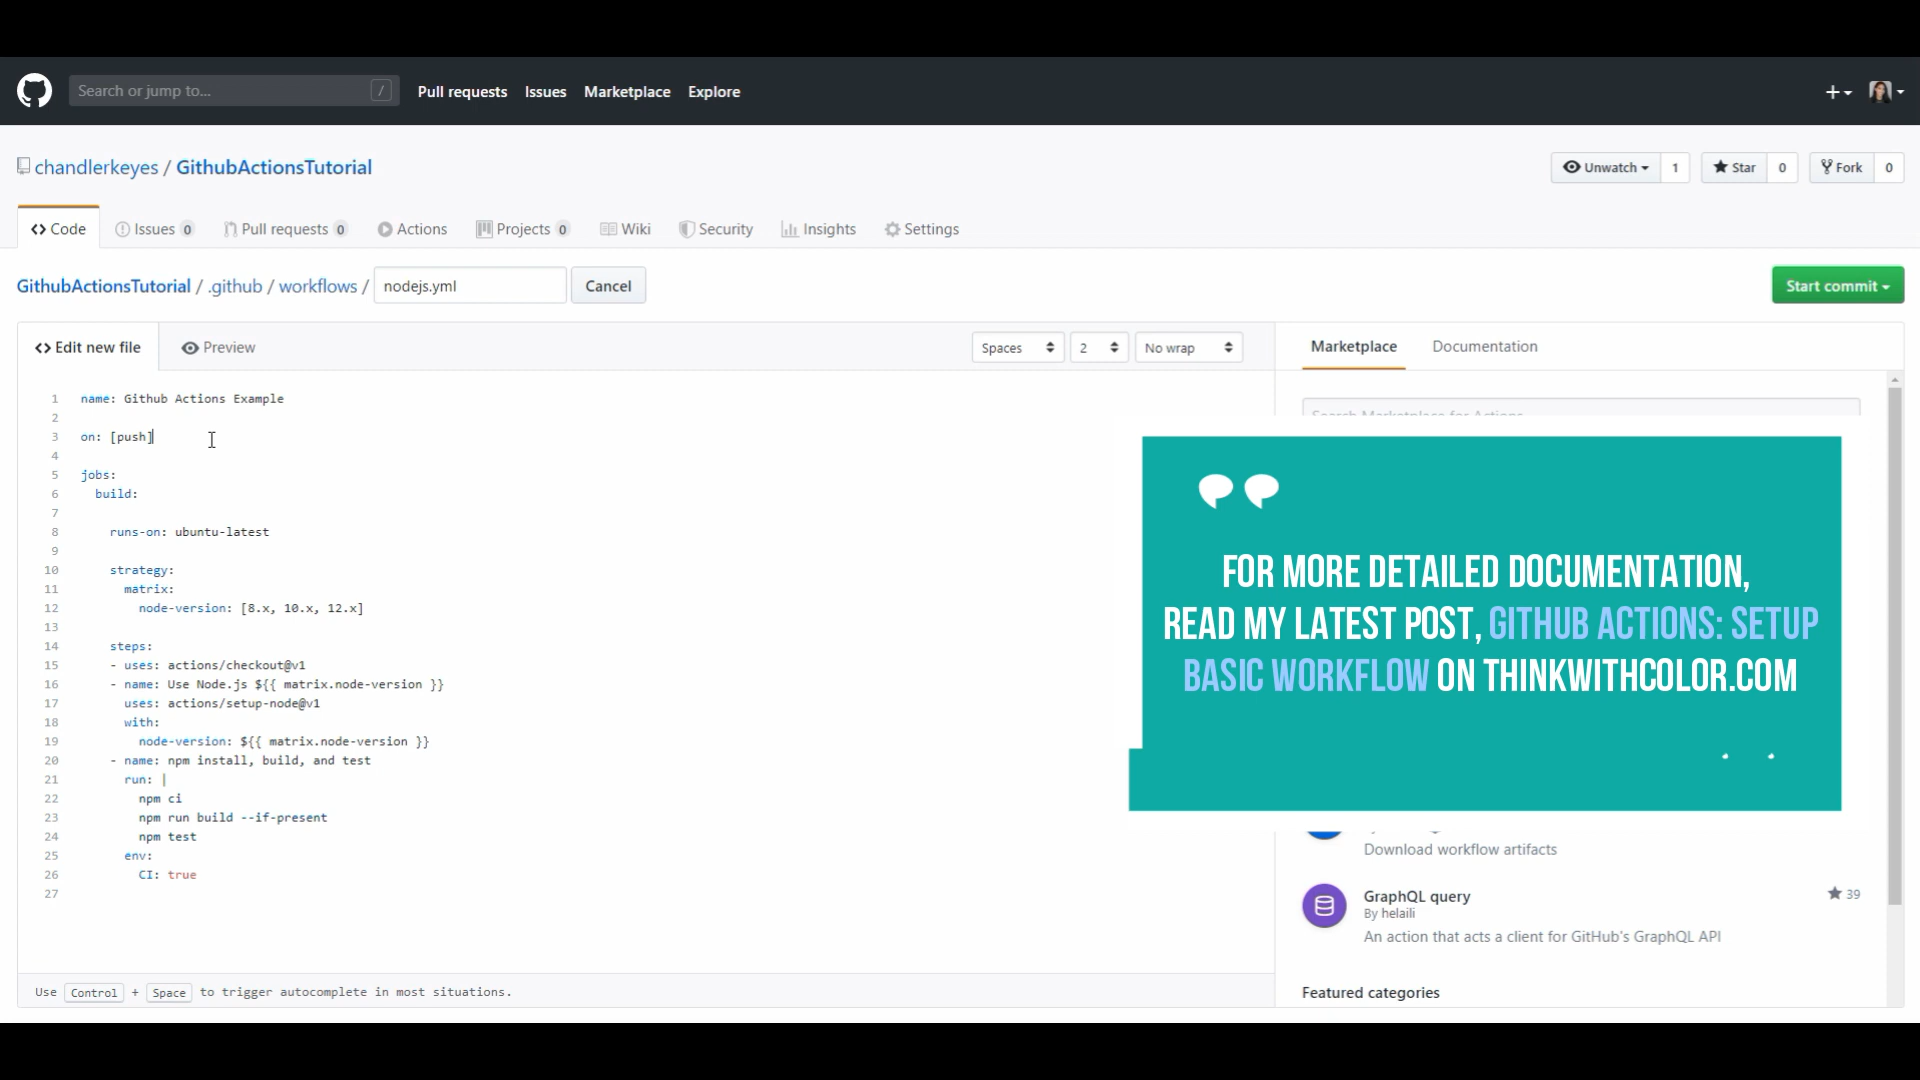 Search or jump to... /
Pull requests Issues Marketplace Explore
chandlerkeyes / GithubActionsTutorial
Unwatch 1 Star 0 Fork 0
Code Issues 0 Pull requests 0 Actions Projects 0 Wiki Security Insights Settings
GithubActionsTutorial / .github / workflows / nodejs.yml Cancel
Start commit
Edit new file Preview
Spaces 2 No wrap
Marketplace Documentation
1 name: Github Actions Example
2
3 on: [push]
4
5 jobs:
6 build:
7
8 runs-on: ubuntu-latest
9
10 strategy:
11 matrix:
12 node-version: [8.x, 10.x, 12.x]
13
14 steps:
15 - uses: actions/checkout@v1
16 - name: Use Node.js ${{ matrix.node-version }}
17 uses: actions/setup-node@v1
18 with:
19 node-version: ${{ matrix.node-version }}
20 - name: npm install, build, and test
21 run: |
22 npm ci
23 npm run build --if-present
24 npm test
25 env:
26 CI: true
27
Use Control + Space to trigger autocomplete in most situations.
Search Marketplace for Actions
FOR MORE DETAILED DOCUMENTATION,
READ MY LATEST POST, GITHUB ACTIONS: SETUP
BASIC WORKFLOW ON THINKWITHCOLOR.COM
Download workflow artifacts
GraphQL query 39
By helaili
An action that acts a client for GitHub's GraphQL API
Featured categories